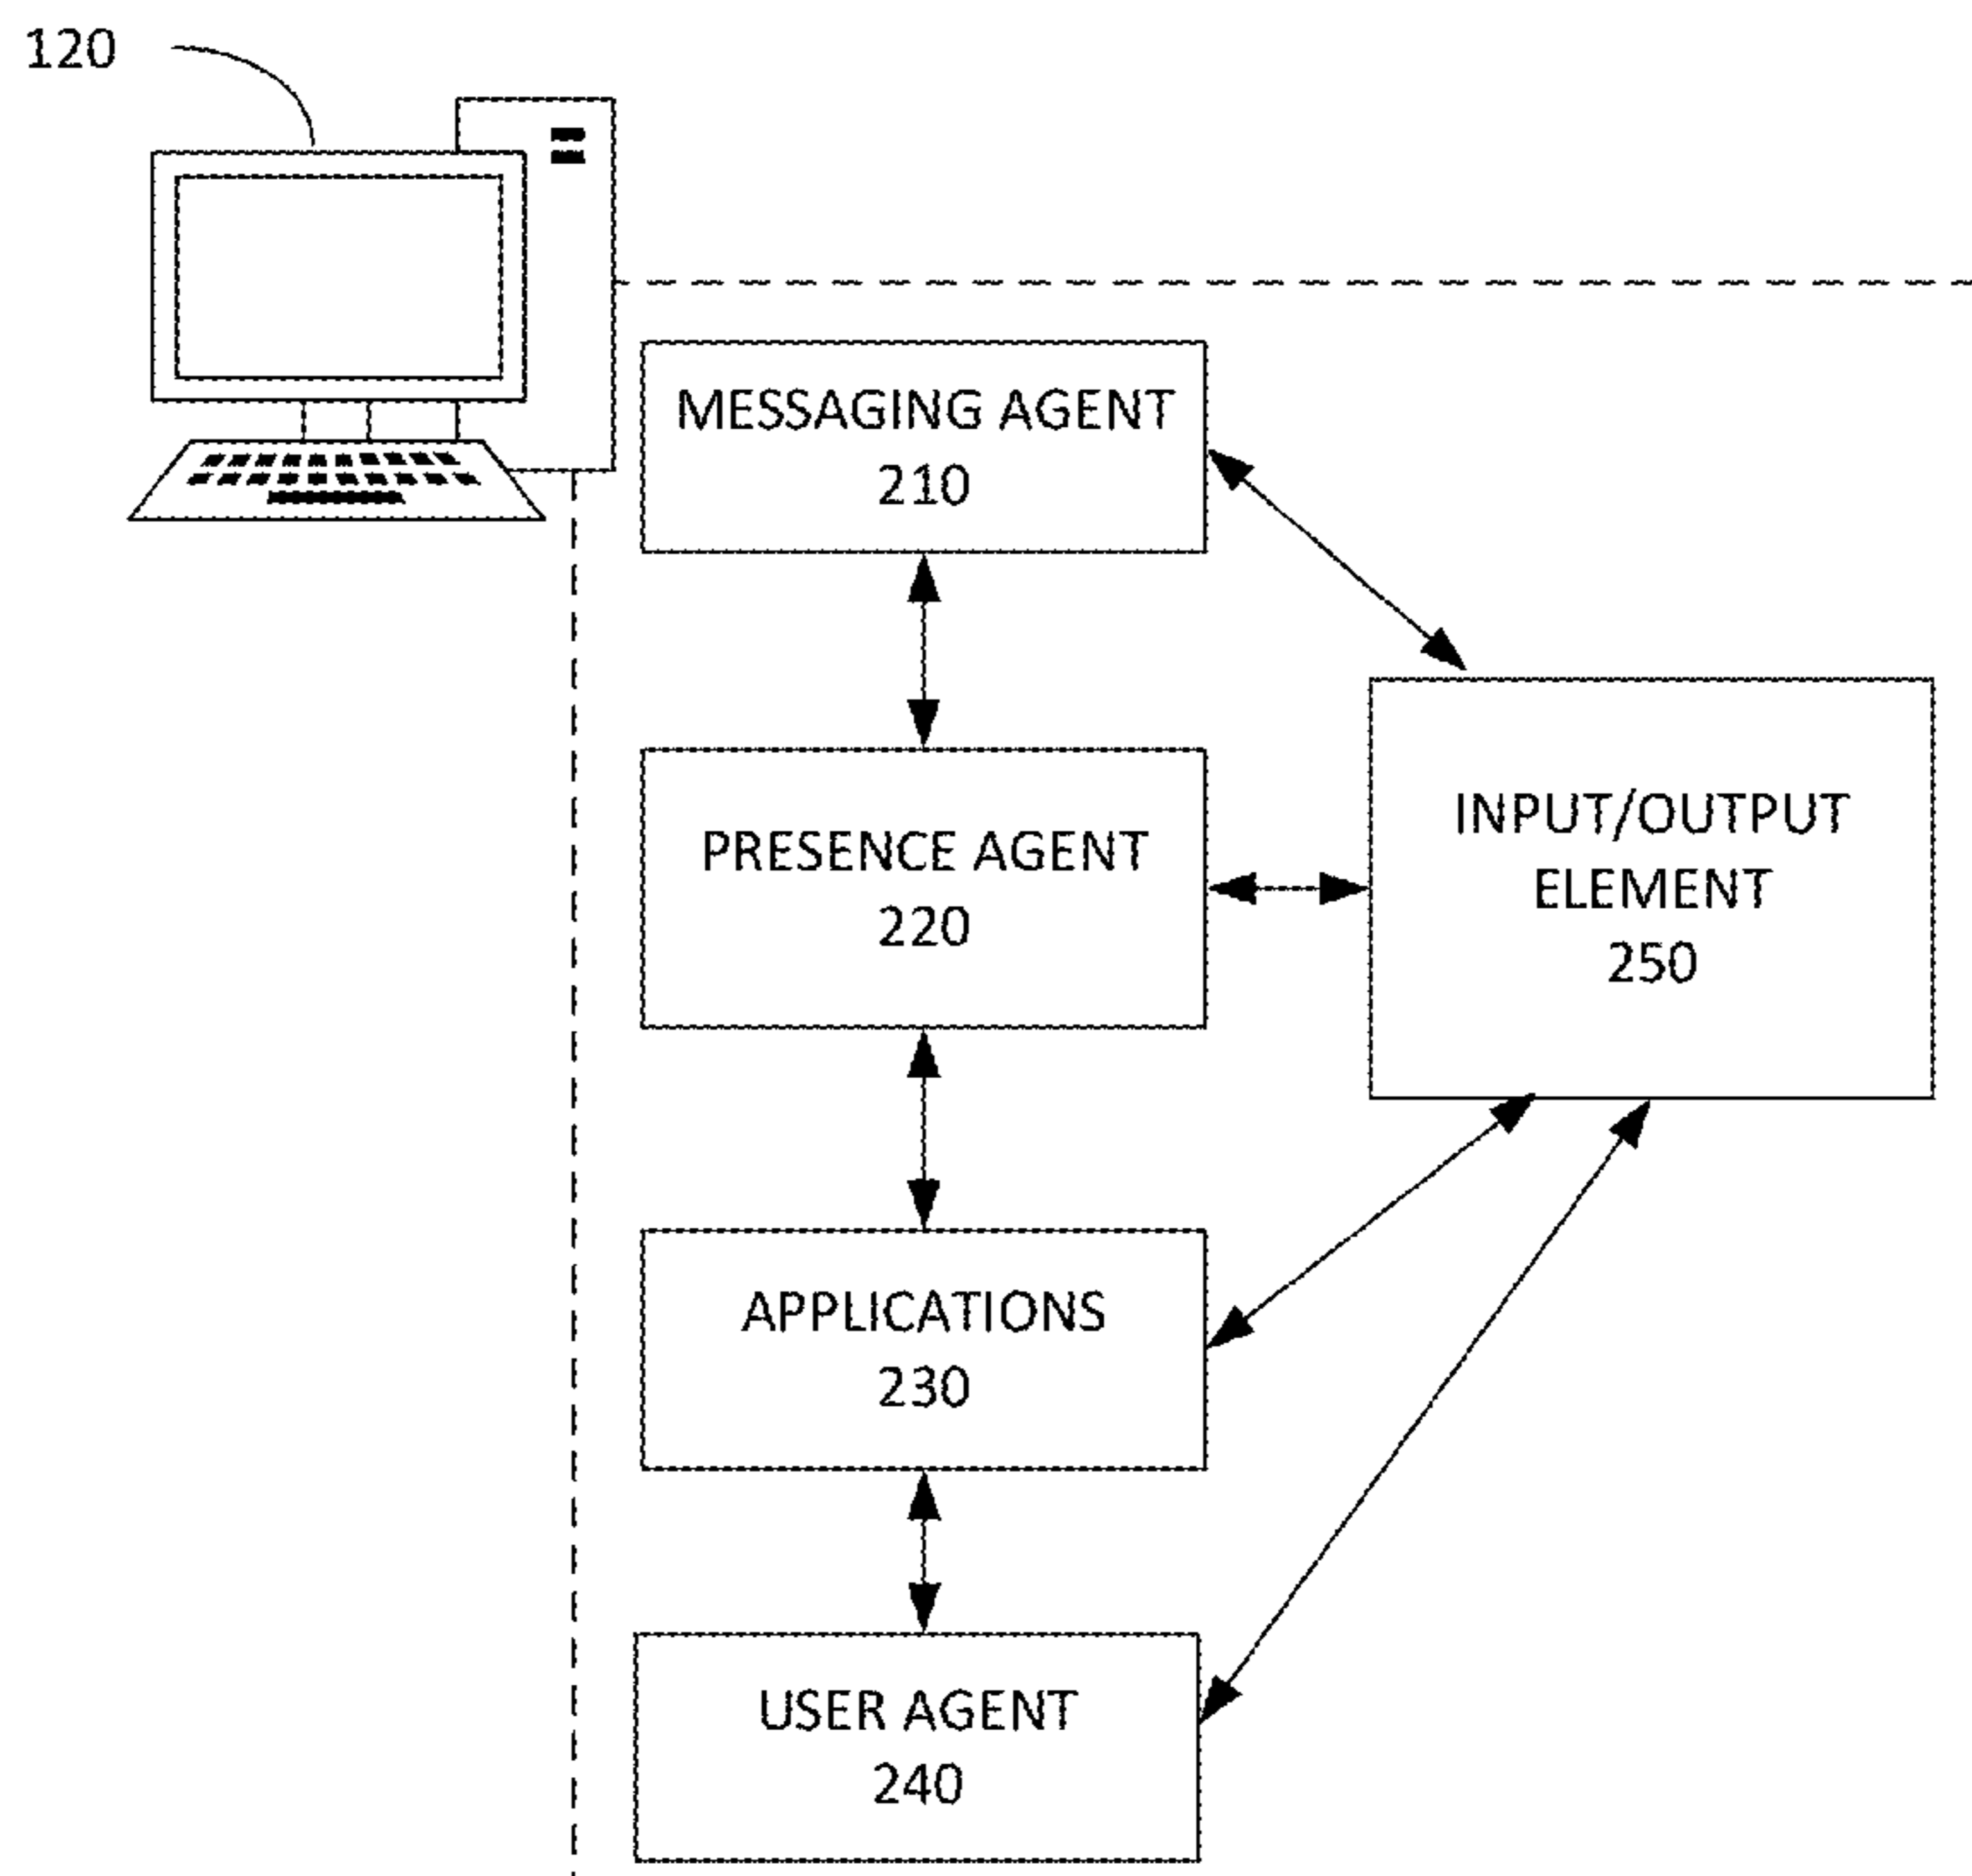 120
MESSAGING AGENT
210
PRESENCE AGENT
220
INPUT/OUTPUT
ELEMENT
250
APPLICATIONS
230
USER AGENT
240